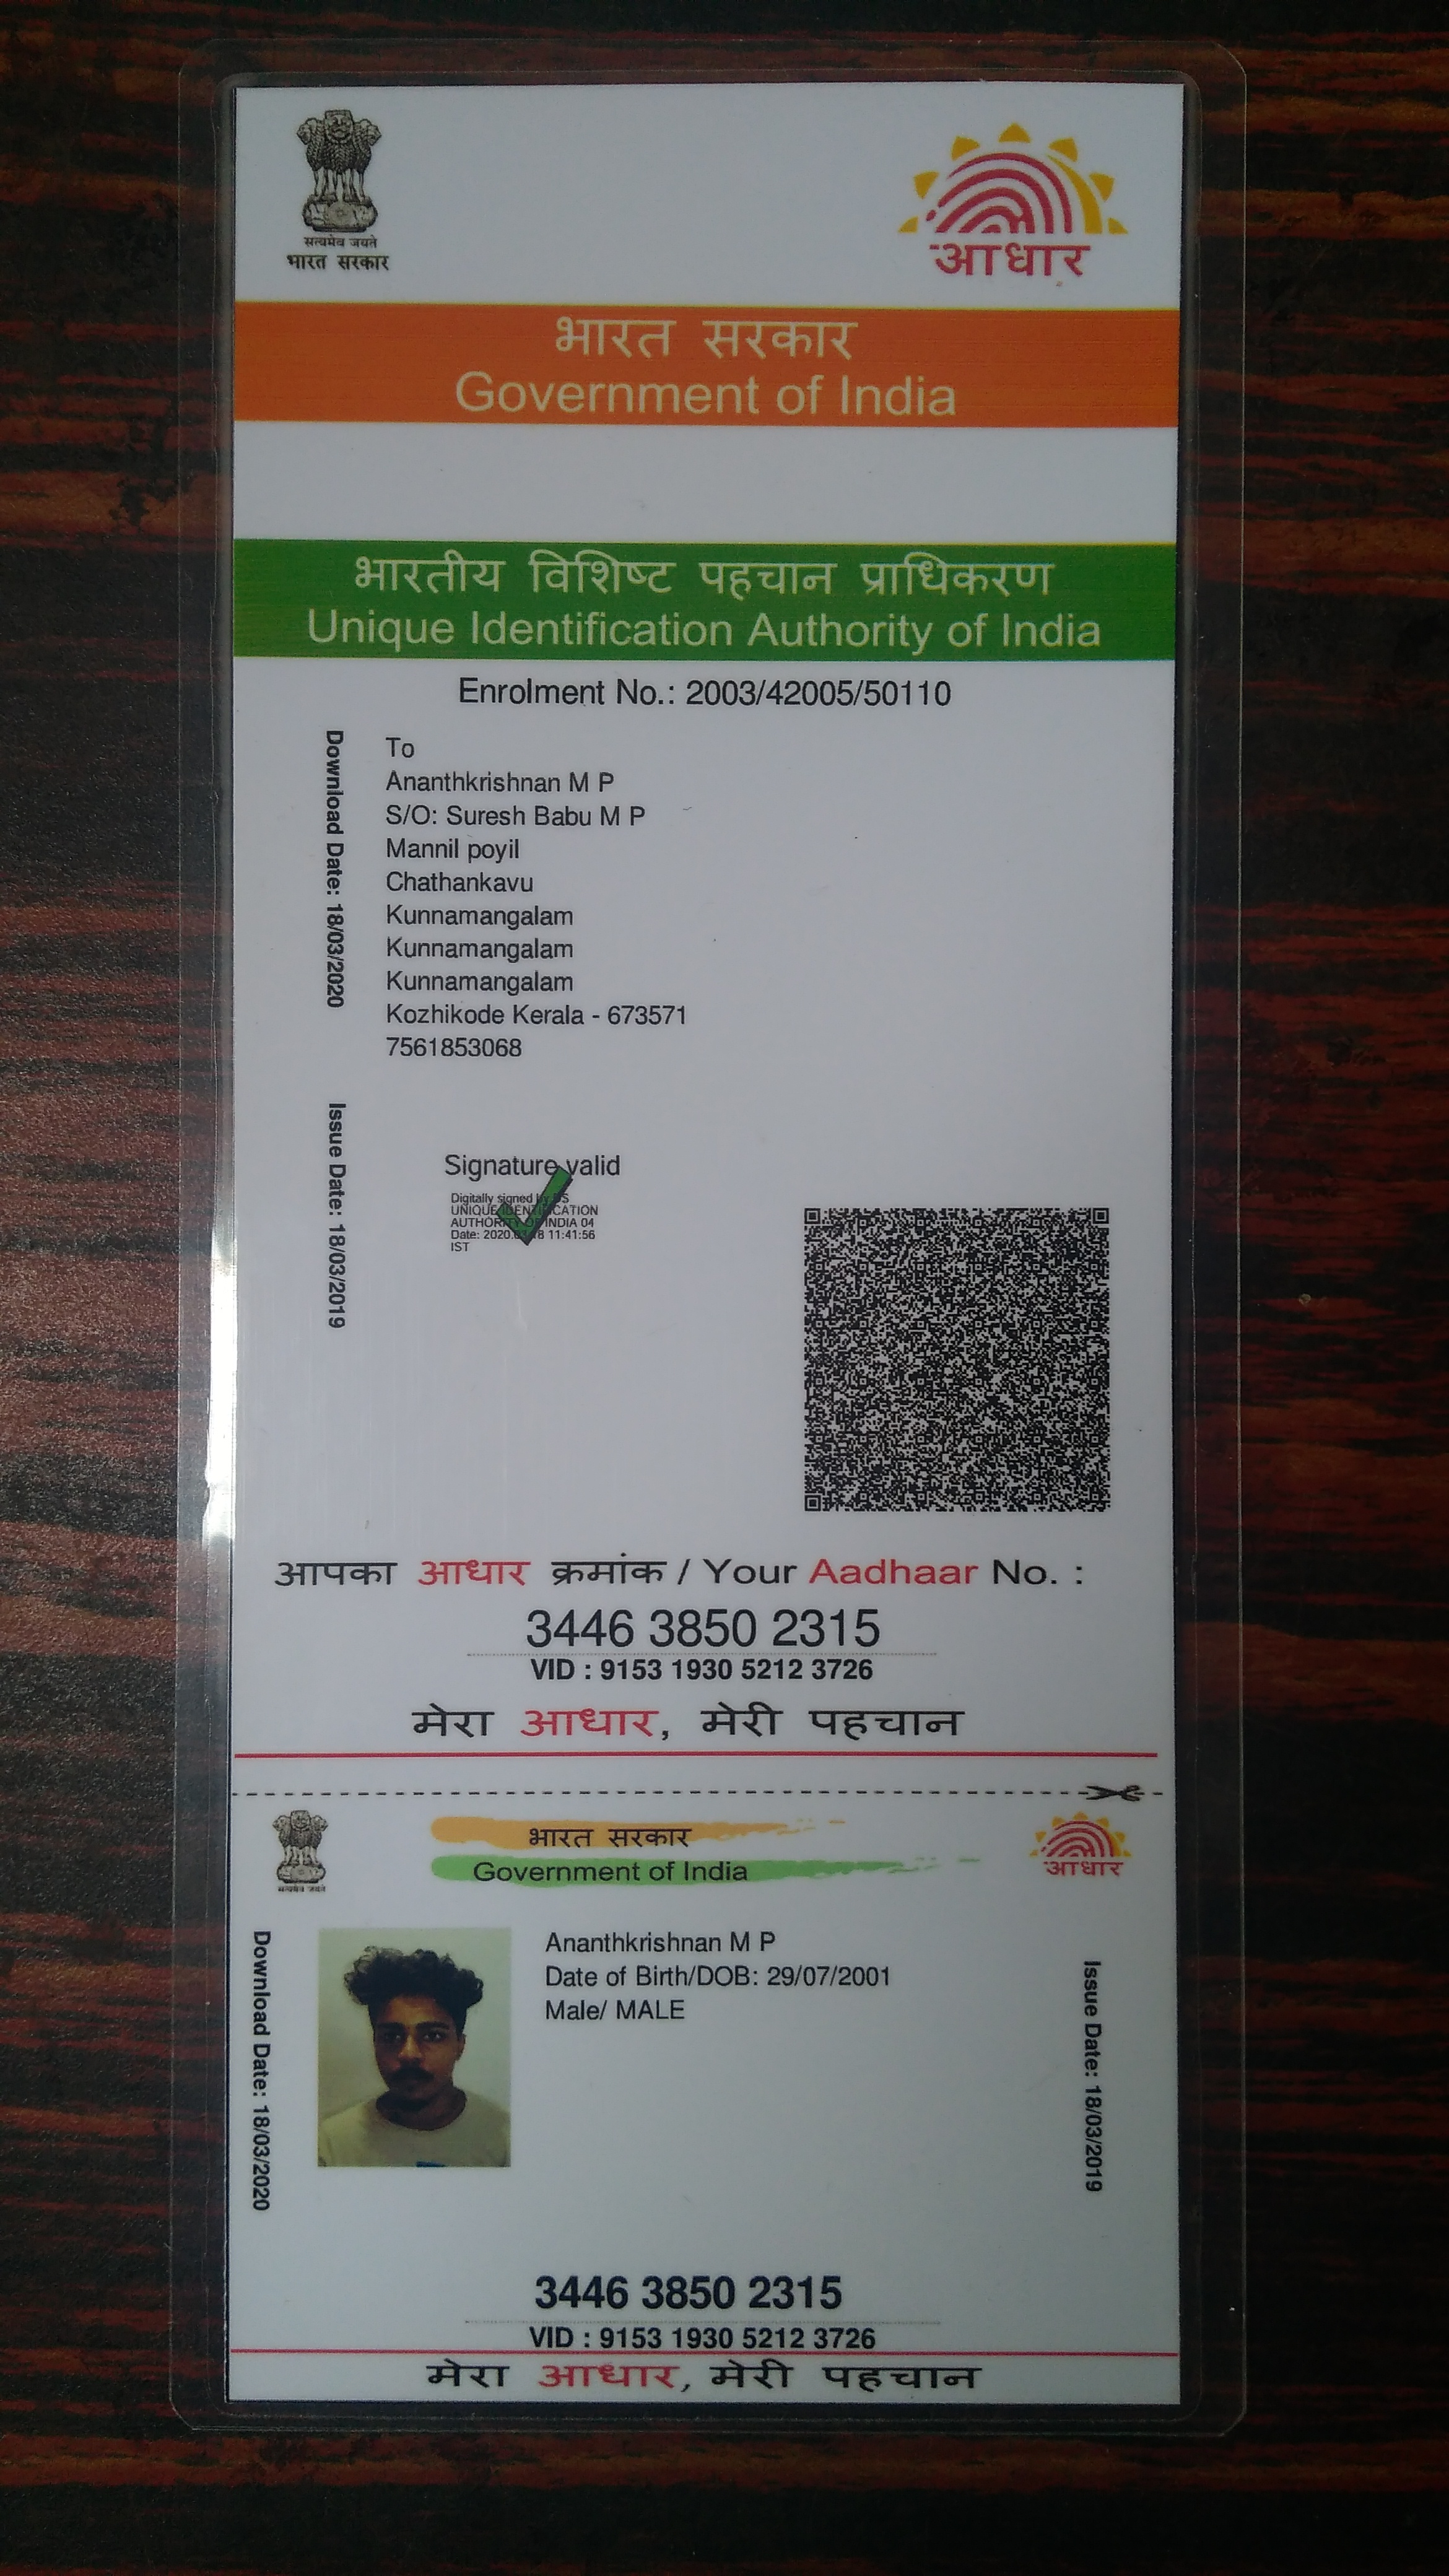 सत्यमेव जयते
भारत सरकार
आधार
भारत सरकार
Government of India
भारतीय विशिष्ट पहचान प्राधिकरण
Unique Identification Authority of India
Enrolment No.: 2003/42005/50110
Download Date: 18/03/2020
To
Ananthkrishnan M P
S/O: Suresh Babu M P
Mannil poyil
Chathankavu
Kunnamangalam
Kunnamangalam
Kunnamangalam
Kozhikode Kerala - 673571
7561853068
Issue Date: 18/03/2019
Signature valid
Digitally signed by DS
UNIQUE IDENTIFICATION
AUTHORITY OF INDIA 04
Date: 11:41:56
IST
आपका आधार क्रमांक / Your Aadhaar No. :
3446 3850 2315
VID : 9153 1930 5212 3726
मेरा आधार, मेरी पहचान
सत्यमेव जयते
भारत सरकार
Government of India
आधार
Download Date: 18/03/2020
Ananthkrishnan M P
Date of Birth/DOB: 29/07/2001
Male/ MALE
Issue Date: 18/03/2019
3446 3850 2315
VID : 9153 1930 5212 3726
मेरा आधार, मेरी पहचान